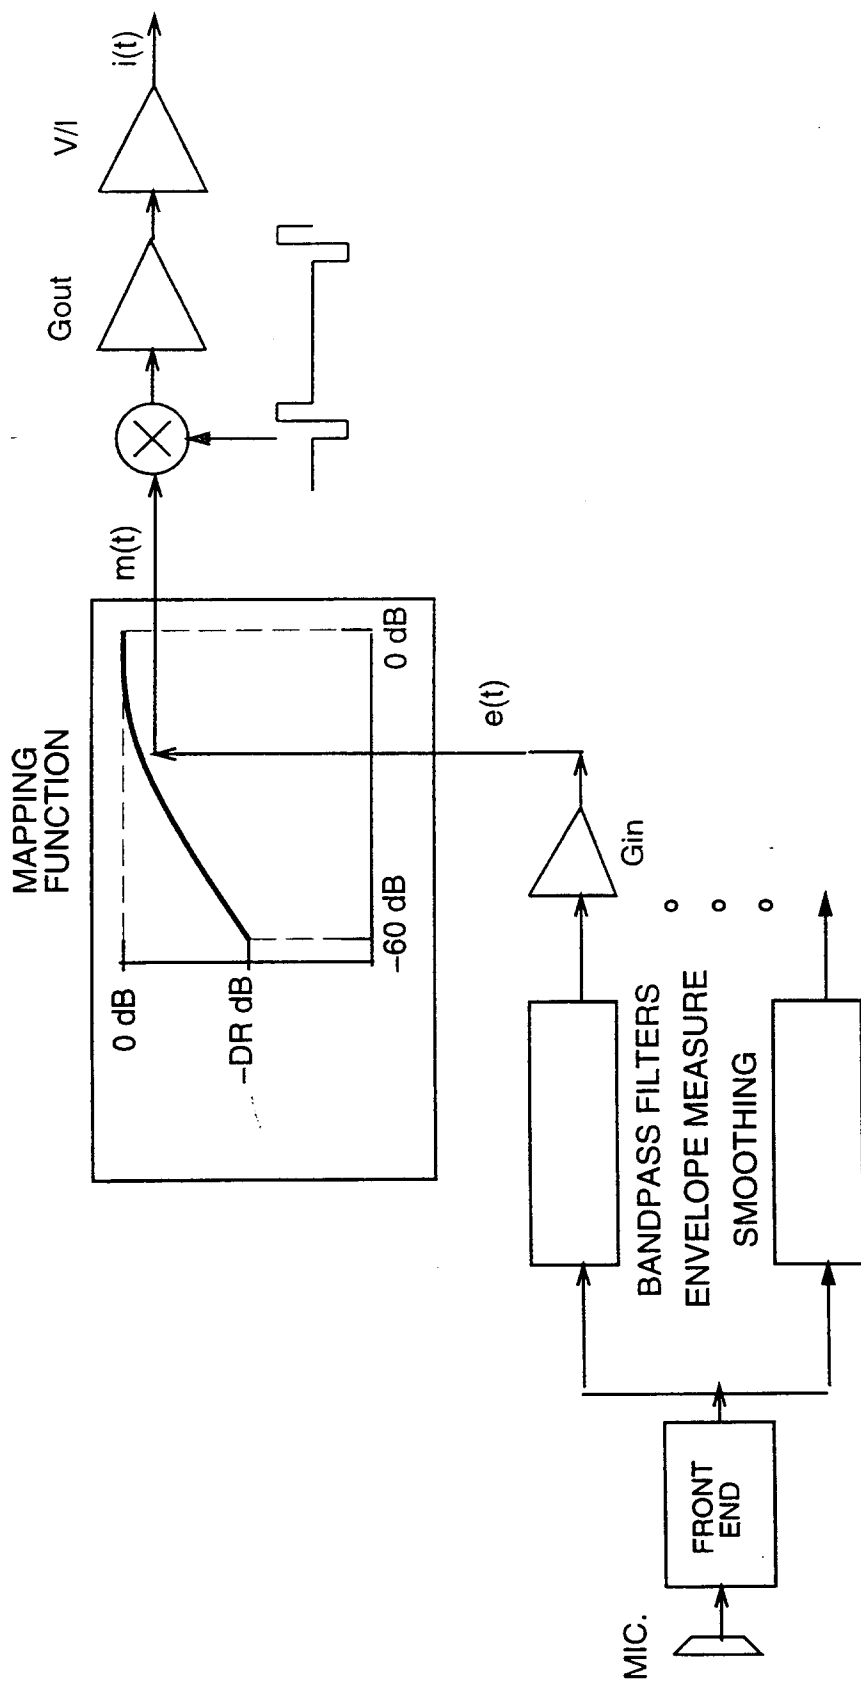 MIC.
FRONT
END
BANDPASS FILTERS
ENVELOPE MEASURE
SMOOTHING
Gin
e(t)
MAPPING
FUNCTION
0 dB
–DR dB
–60 dB
0 dB
m(t)
Gout
V/I
i(t)